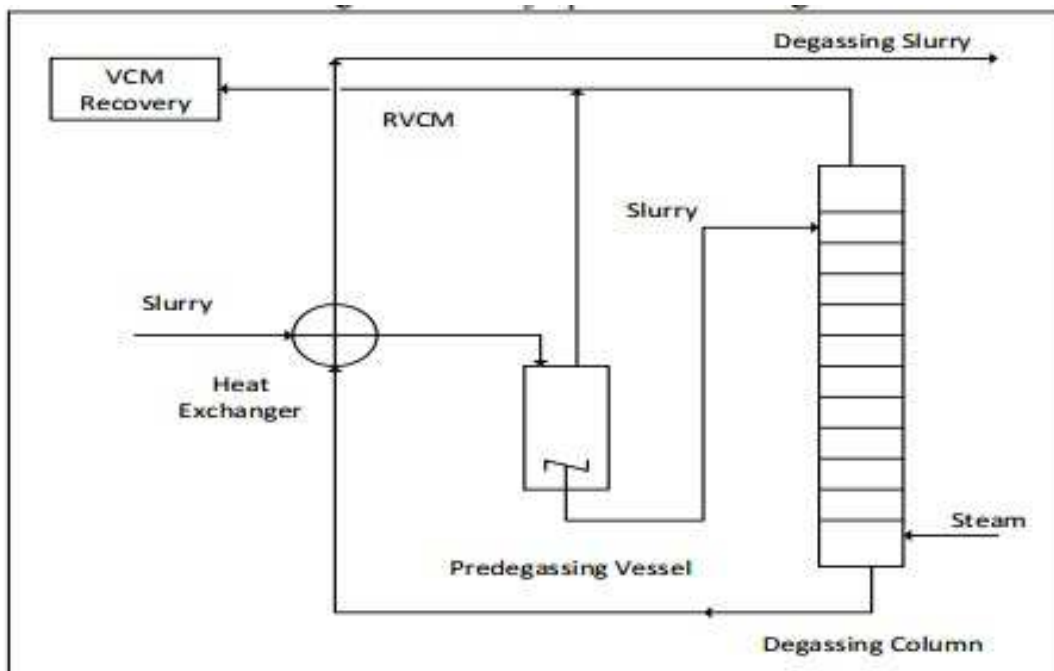 Degassing Slurry
VCM
Recovery
RVCM
Slurry
Slurry
Heat
Exchanger
Steam
Predegassing Vessel
Degassing Column